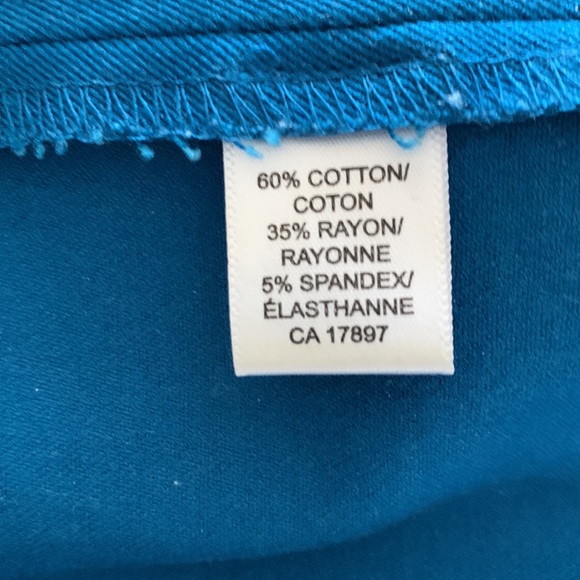 60% COTTON/
COTON
35% RAYON/
RAYONNE
5% SPANDEX/
ÉLASTHANNE
CA 17897